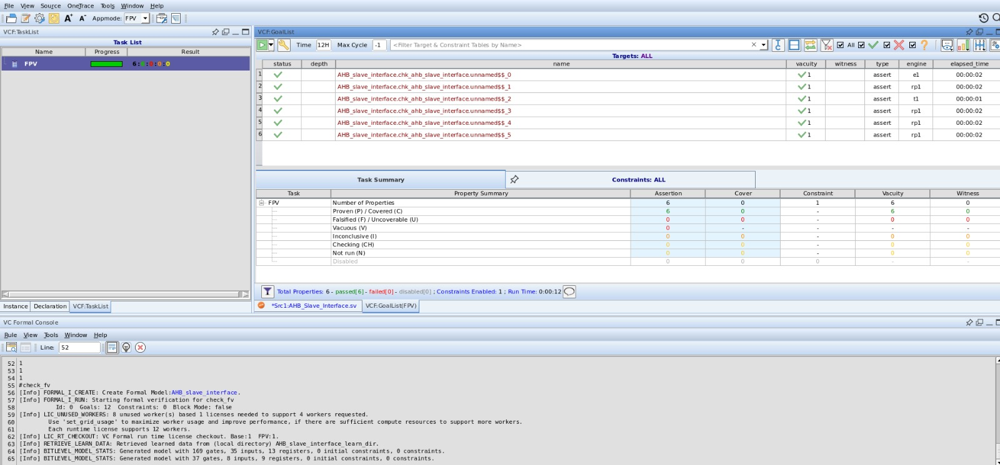 File View Source OneTrace Tools Window Help
A+ A- Appmode: FPV
VCF:TaskList
Task List
Name Progress Result
FPV 6:6:0:0:0
VCF:GoalList
Time 12H Max Cycle -1 <Filter Target & Constraint Tables by Name> All
Targets: ALL
status depth name vacuity witness type engine elapsed_time
1 AHB_slave_interface.chk_ahb_slave_interface.unnamed$$_0 1 assert e1 00:00:02
2 AHB_slave_interface.chk_ahb_slave_interface.unnamed$$_1 1 assert rp1 00:00:02
3 AHB_slave_interface.chk_ahb_slave_interface.unnamed$$_2 1 assert t1 00:00:01
4 AHB_slave_interface.chk_ahb_slave_interface.unnamed$$_3 1 assert rp1 00:00:02
5 AHB_slave_interface.chk_ahb_slave_interface.unnamed$$_4 1 assert rp1 00:00:02
6 AHB_slave_interface.chk_ahb_slave_interface.unnamed$$_5 1 assert rp1 00:00:02
Task Summary Constraints: ALL
Task Property Summary Assertion Cover Constraint Vacuity Witness
FPV Number of Properties 6 0 1 6 0
Proven (P) / Covered (C) 6 0 - 6 0
Falsified (F) / Uncoverable (U) 0 0 - 0 0
Vacuous (V) 0 - - - -
Inconclusive (I) 0 0 - 0 0
Checking (CH) 0 0 - 0 0
Not run (N) 0 0 - 0 0
Disabled 0 0 0 - -
Total Properties: 6 - passed[6] - failed[0] - disabled[0] ; Constraints Enabled: 1 ; Run Time: 0:00:12
Instance Declaration VCF:TaskList
*Src1:AHB_Slave_Interface.sv VCF:GoalList(FPV)
VC Formal Console
Rule View Tools Window Help
Line: 52
52 1
53 1
54 1
55 #check_fv
56 [Info] FORMAL_I_CREATE: Create Formal Model:AHB_slave_interface.
57 [Info] FORMAL_I_RUN: Starting formal verification for check_fv
58 Id: 0 Goals: 12 Constraints: 0 Block Mode: false
59 [Info] LIC_UNUSED_WORKERS: 8 unused worker(s) based 1 licenses needed to support 4 workers requested.
60 Use 'set_grid_usage' to maximize worker usage and improve performance, if there are sufficient compute resources to support more workers.
61 Each runtime license supports 12 workers.
62 [Info] LIC_RT_CHECKOUT: VC Formal run time license checkout. Base:1 FPV:1.
63 [Info] RETRIEVE_LEARN_DATA: Retrieved learned data from (local directory) AHB_slave_interface_learn_dir.
64 [Info] BITLEVEL_MODEL_STATS: Generated model with 169 gates, 35 inputs, 13 registers, 0 initial constraints, 0 constraints.
65 [Info] BITLEVEL_MODEL_STATS: Generated model with 37 gates, 8 inputs, 9 registers, 0 initial constraints, 0 constraints.